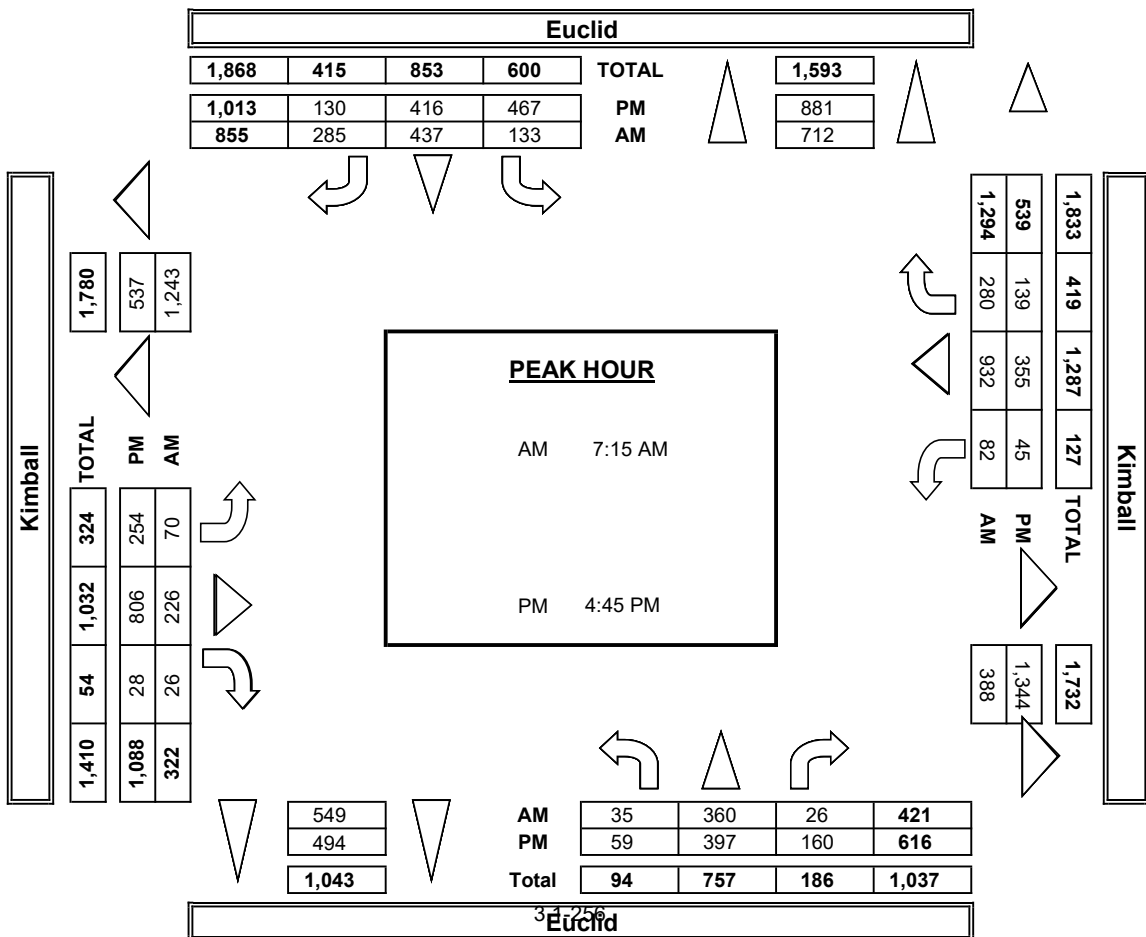 Euclid
1,868 415 853 600 TOTAL 1,593
1,013 130 416 467 PM 881
855 285 437 133 AM 712
Kimball
1,780
537
1,243
TOTAL 324 1,032 54 1,410
PM 254 806 28 1,088
AM 70 226 26 322
PEAK HOUR
AM 7:15 AM
PM 4:45 PM
1,833 419 1,287 127 TOTAL
539 139 355 45 PM
1,294 280 932 82 AM
1,732
1,344
388
Kimball
549 AM 35 360 26 421
494 PM 59 397 160 616
1,043 Total 94 757 186 1,037
3-1-256
Euclid